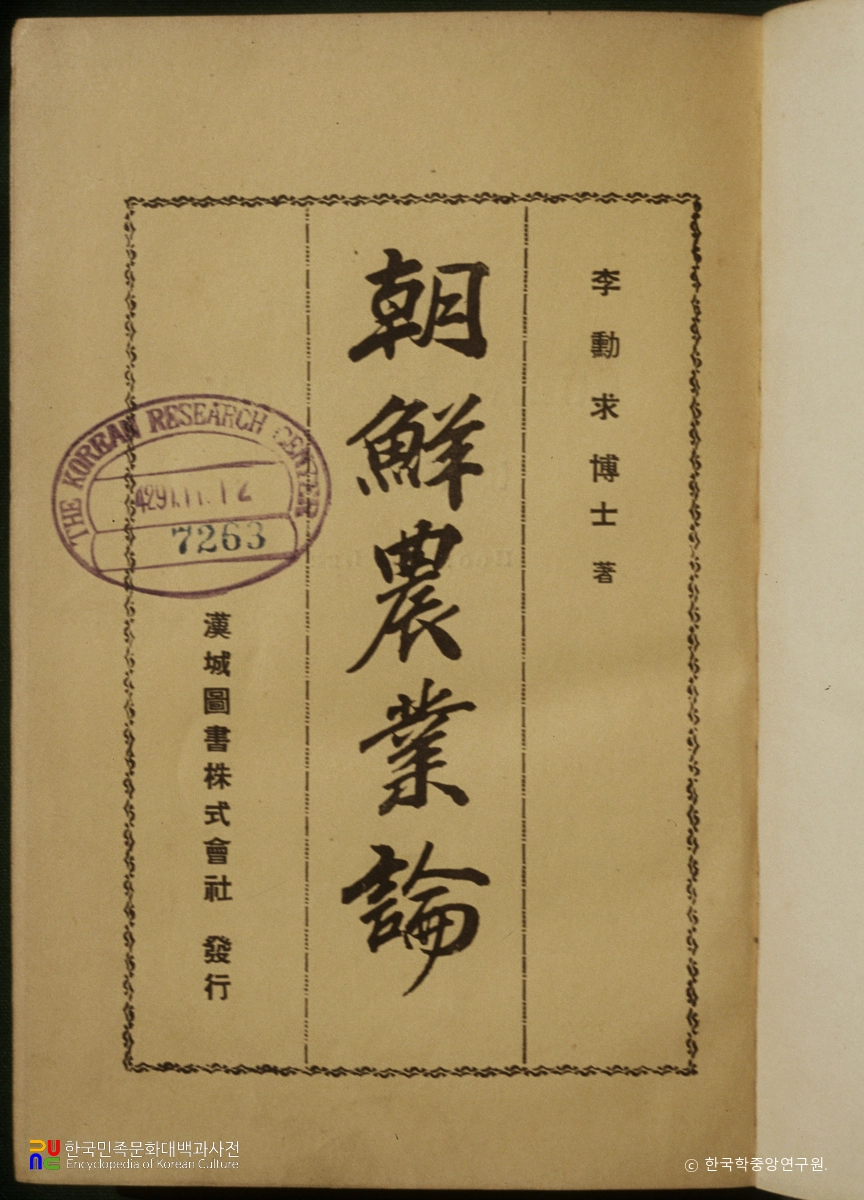 李勳求博士 著
朝鮮農業論
漢城圖書株式會社 發行
THE KOREAN RESEARCH CENTER
4291.11.12
7263
한국민족문화대백과사전
Encyclopedia of Korean Culture
ⓒ 한국학중앙연구원.